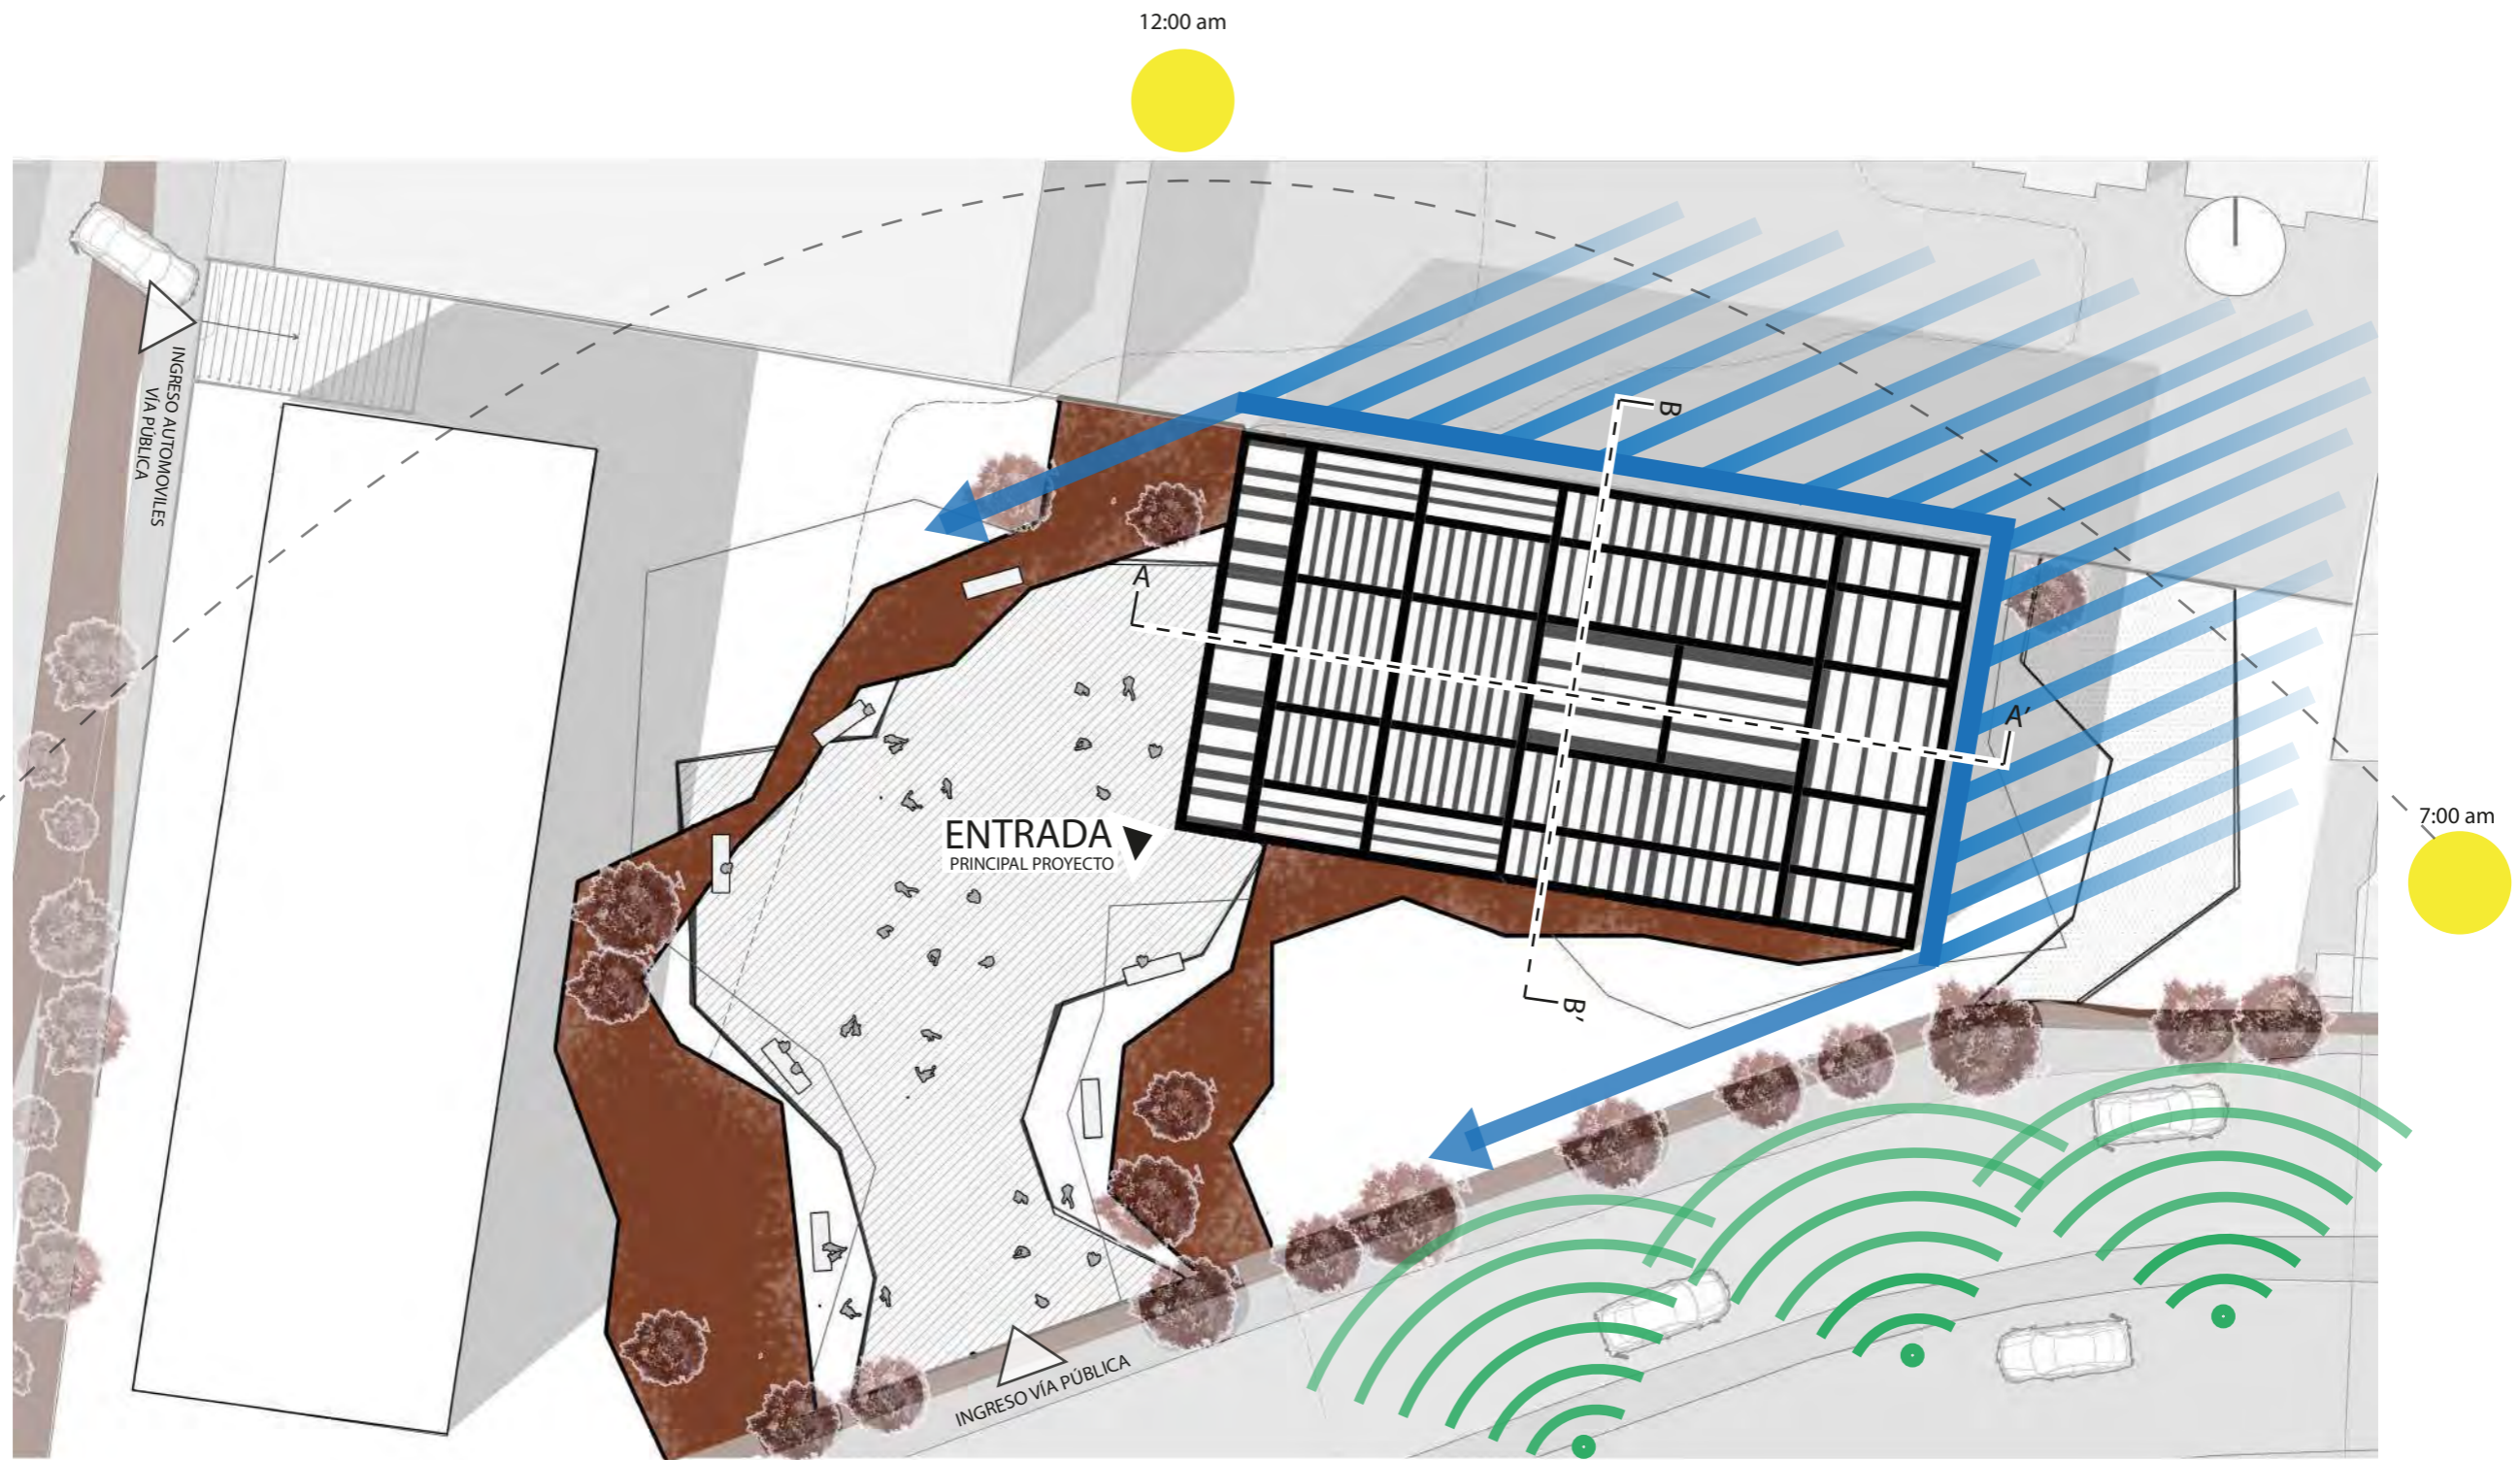 12:00 am
INGRESO AUTOMOVILES
VÍA PÚBLICA
B
A
A'
7:00 am
ENTRADA
PRINCIPAL PROYECTO
B'
INGRESO VÍA PÚBLICA